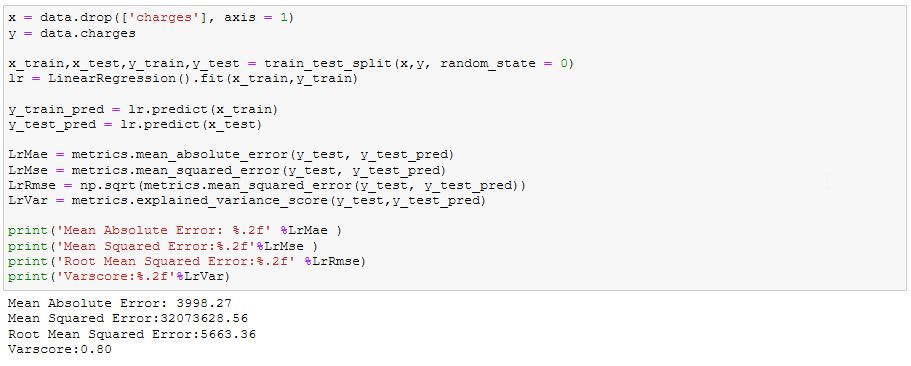 x = data.drop(['charges'], axis = 1)
y = data.charges
x_train,x_test,y_train,y_test = train_test_split(x,y, random_state = 0)
lr = LinearRegression().fit(x_train,y_train)
y_train_pred = lr.predict(x_train)
y_test_pred = lr.predict(x_test)
LrMae = metrics.mean_absolute_error(y_test, y_test_pred)
LrMse = metrics.mean_squared_error(y_test, y_test_pred)
LrRmse = np.sqrt(metrics.mean_squared_error(y_test, y_test_pred))
LrVar = metrics.explained_variance_score(y_test,y_test_pred)
print('Mean Absolute Error: %.2f' %LrMae )
print('Mean Squared Error:%.2f'%LrMse )
print('Root Mean Squared Error:%.2f' %LrRmse)
print('Varscore:%.2f'%LrVar)
Mean Absolute Error: 3998.27
Mean Squared Error:32073628.56
Root Mean Squared Error:5663.36
Varscore:0.80